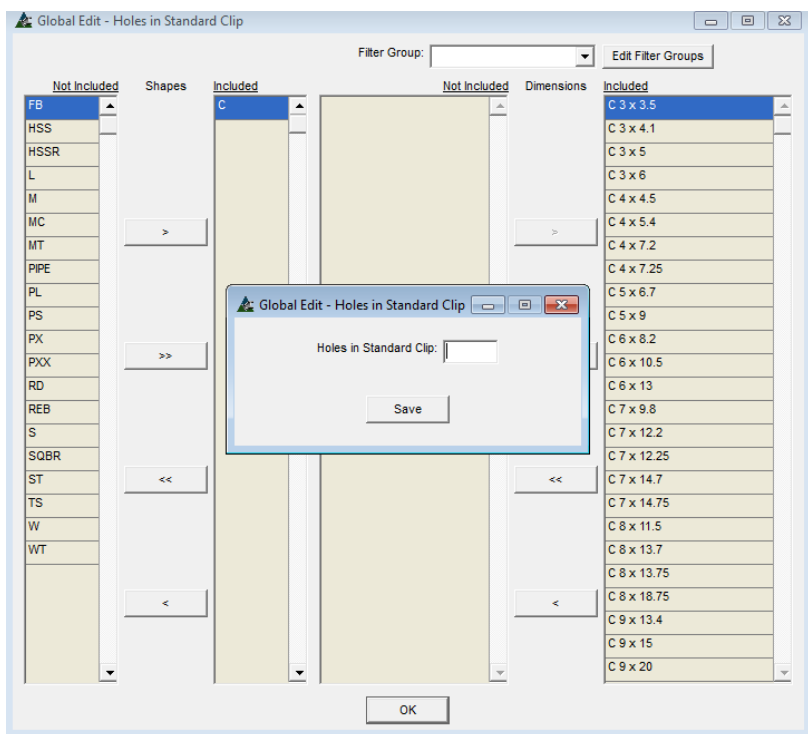 Global Edit - Holes in Standard Clip
Filter Group:
Edit Filter Groups
Not Included Shapes Included
Not Included Dimensions Included
FB
HSS
HSSR
L
M
MC
MT
PIPE
PL
PS
PX
PXX
RD
REB
S
SQBR
ST
TS
W
WT
>
>>
<<
<
C
>
<<
<
C 3 x 3.5
C 3 x 4.1
C 3 x 5
C 3 x 6
C 4 x 4.5
C 4 x 5.4
C 4 x 7.2
C 4 x 7.25
C 5 x 6.7
C 5 x 9
C 6 x 8.2
C 6 x 10.5
C 6 x 13
C 7 x 9.8
C 7 x 12.2
C 7 x 12.25
C 7 x 14.7
C 7 x 14.75
C 8 x 11.5
C 8 x 13.7
C 8 x 13.75
C 8 x 18.75
C 9 x 13.4
C 9 x 15
C 9 x 20
Global Edit - Holes in Standard Clip
Holes in Standard Clip:
Save
OK